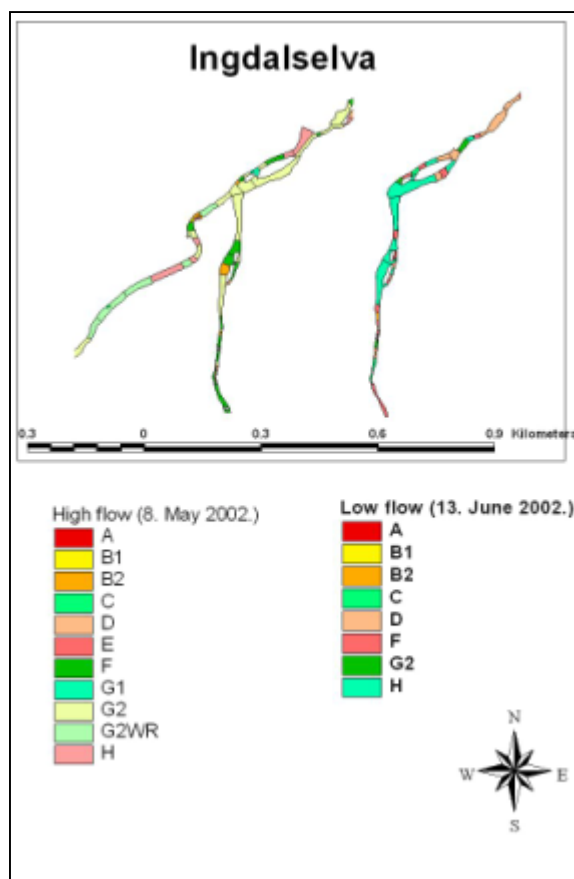 Ingdalselva
0.3 0 0.3 0.6 0.9 Kilometers
High flow (8. May 2002.)
A
B1
B2
C
D
E
F
G1
G2
G2WR
H
Low flow (13. June 2002.)
A
B1
B2
C
D
F
G2
H
N
W E
S